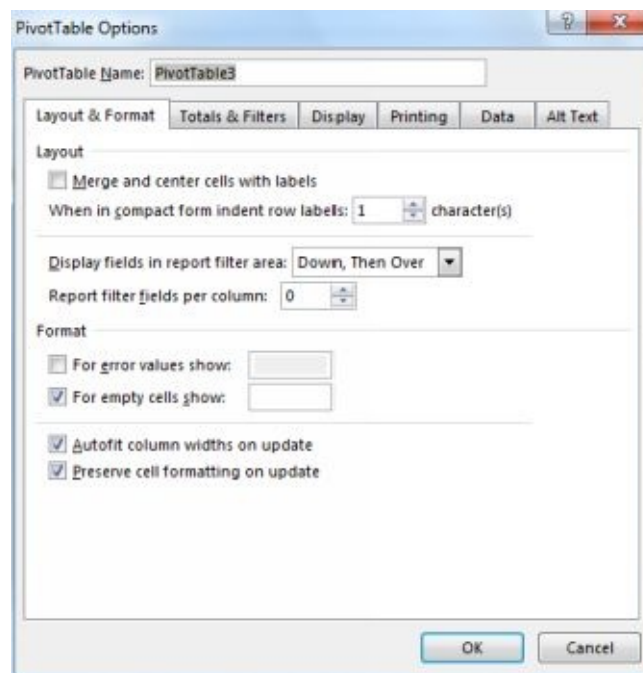 PivotTable Options
PivotTable Name: PivotTable3
Layout & Format Totals & Filters Display Printing Data Alt Text
Layout
Merge and center cells with labels
When in compact form indent row labels: 1 character(s)
Display fields in report filter area: Down, Then Over
Report filter fields per column: 0
Format
For error values show:
For empty cells show:
Autofit column widths on update
Preserve cell formatting on update
OK Cancel